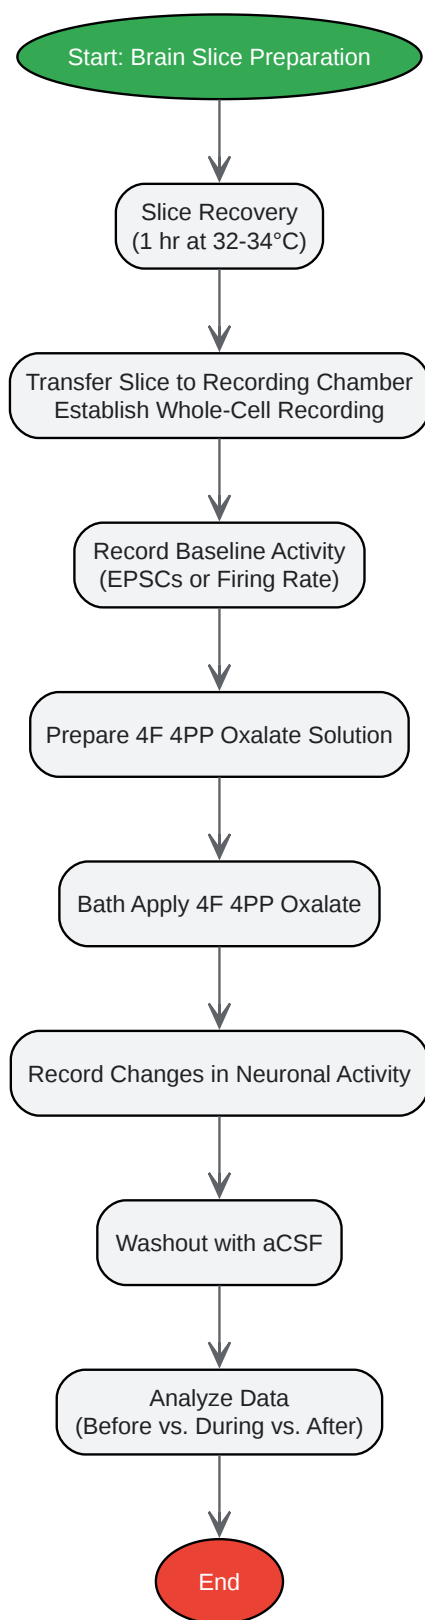 Start: Brain Slice Preparation
Slice Recovery
(1 hr at 32-34°C)
Transfer Slice to Recording Chamber
Establish Whole-Cell Recording
Record Baseline Activity
(EPSCs or Firing Rate)
Prepare 4F 4PP Oxalate Solution
Bath Apply 4F 4PP Oxalate
Record Changes in Neuronal Activity
Washout with aCSF
Analyze Data
(Before vs. During vs. After)
End